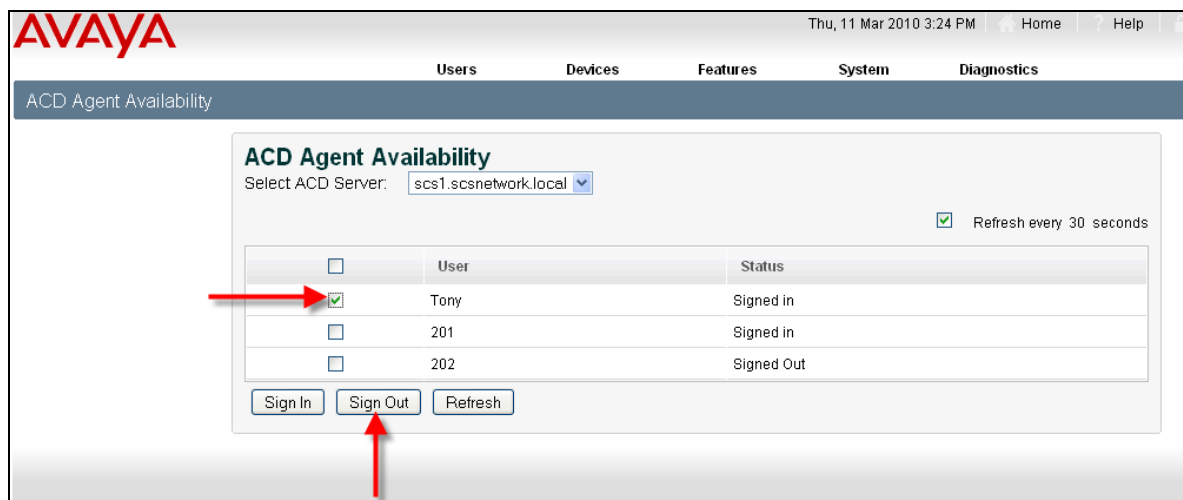 AVAYA
Thu, 11 Mar 2010 3:24 PM Home ? Help
Users Devices Features System Diagnostics
ACD Agent Availability
ACD Agent Availability
Select ACD Server: scs1.scsnetwork.local
Refresh every 30 seconds
User Status
Tony Signed in
201 Signed in
202 Signed Out
Sign In Sign Out Refresh